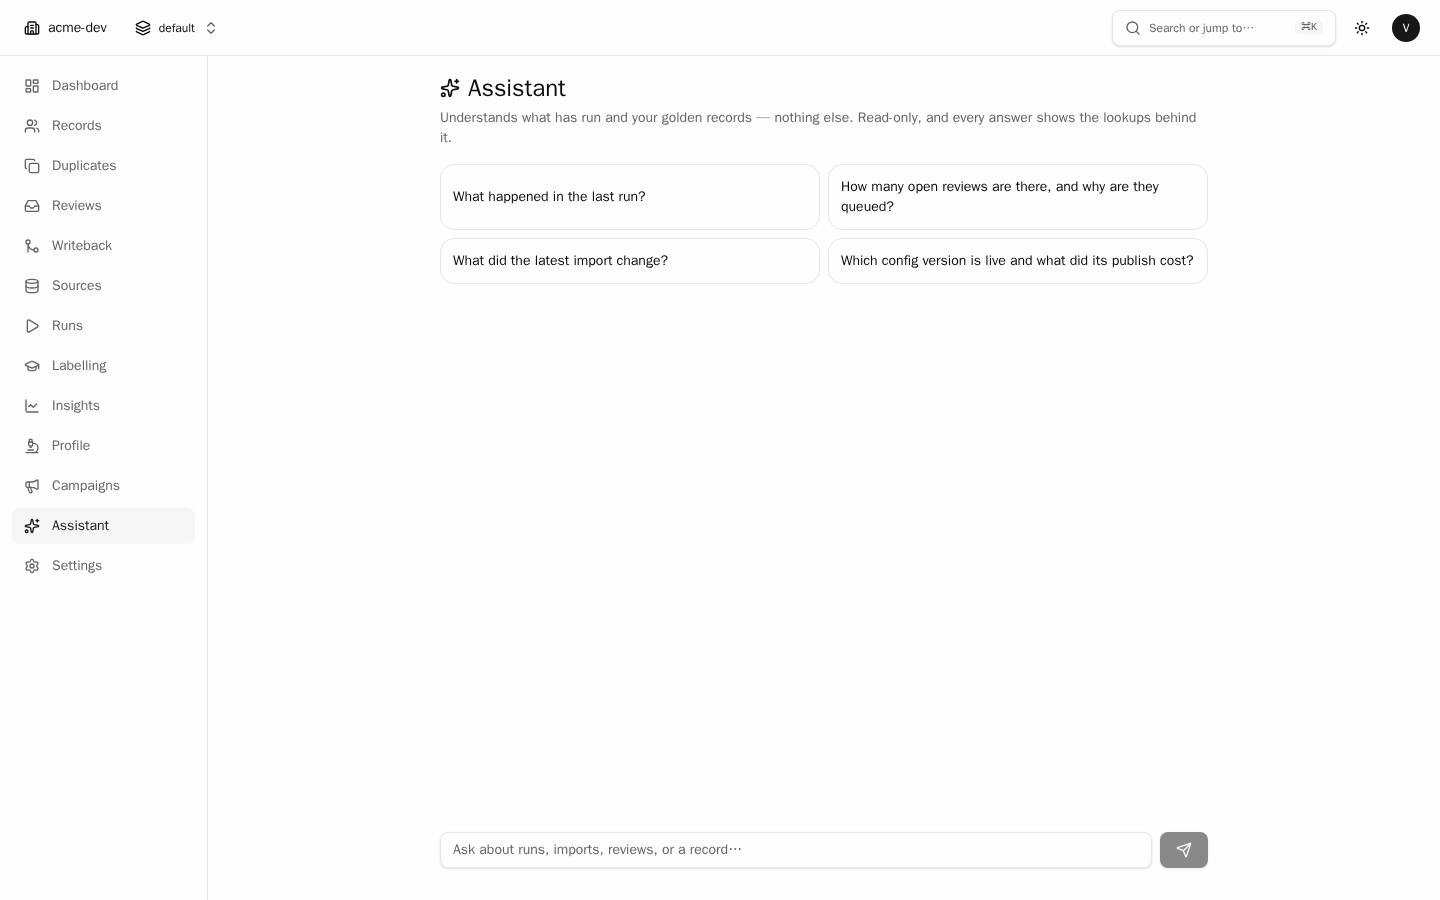 acme-dev
default
Search or jump to…
⌘K
V
Dashboard
Records
Duplicates
Reviews
Writeback
Sources
Runs
Labelling
Insights
Profile
Campaigns
Assistant
Settings
Assistant
Understands what has run and your golden records — nothing else. Read-only, and every answer shows the lookups behind
it.
What happened in the last run?
How many open reviews are there, and why are they
queued?
What did the latest import change?
Which config version is live and what did its publish cost?
Ask about runs, imports, reviews, or a record…